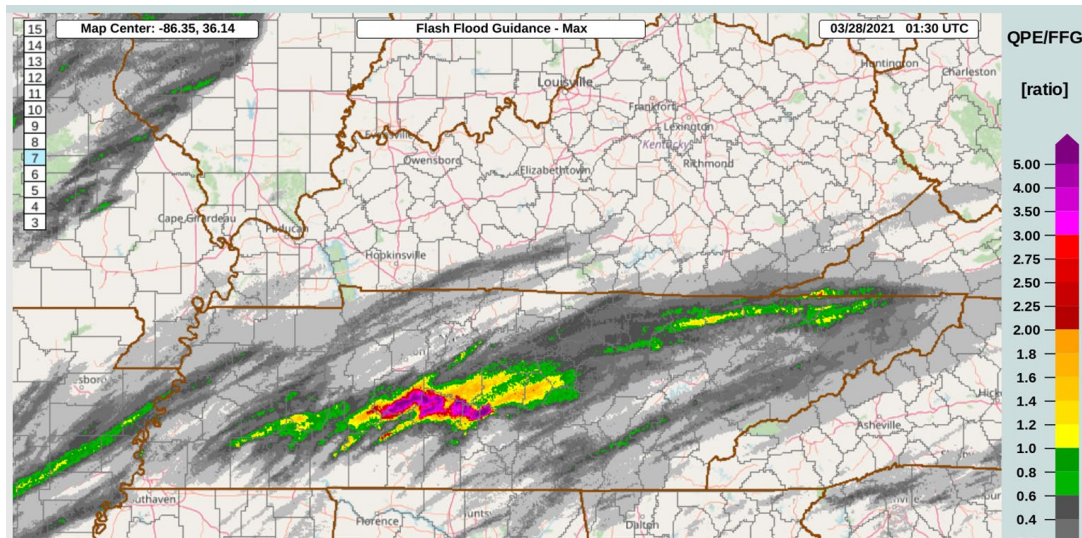 Map Center: -86.35, 36.14
Flash Flood Guidance - Max
03/28/2021 01:30 UTC
QPE/FFG
[ratio]
15
14
13
12
11
10
9
8
7
6
5
4
3
Huntington
Charleston
Louisville
Frankfort
Lexington
Kentucky
Richmond
Evansville
Owensboro
Elizabethtown
Cape Girardeau
Paducah
Hopkinsville
sboro
Asheville
Hick
uthaven
Florence
Hunts
Dalton
5.00
4.00
3.50
3.00
2.75
2.50
2.25
2.00
1.8
1.6
1.4
1.2
1.0
0.8
0.6
0.4